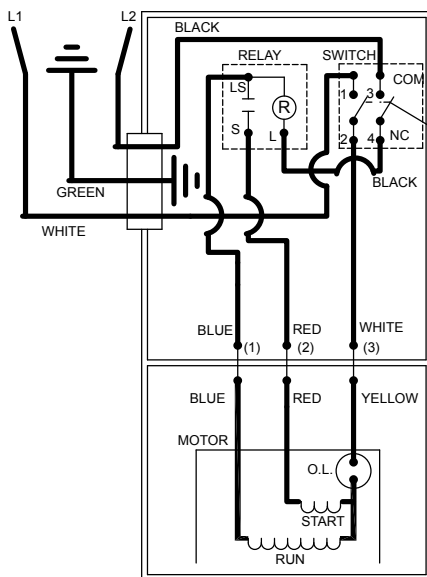 L1
L2
BLACK
RELAY
SWITCH
LS
COM
1
3
R
S
L
2
4
NC
BLACK
GREEN
WHITE
BLUE
(1)
RED
(2)
WHITE
(3)
BLUE
RED
YELLOW
MOTOR
O.L.
START
RUN